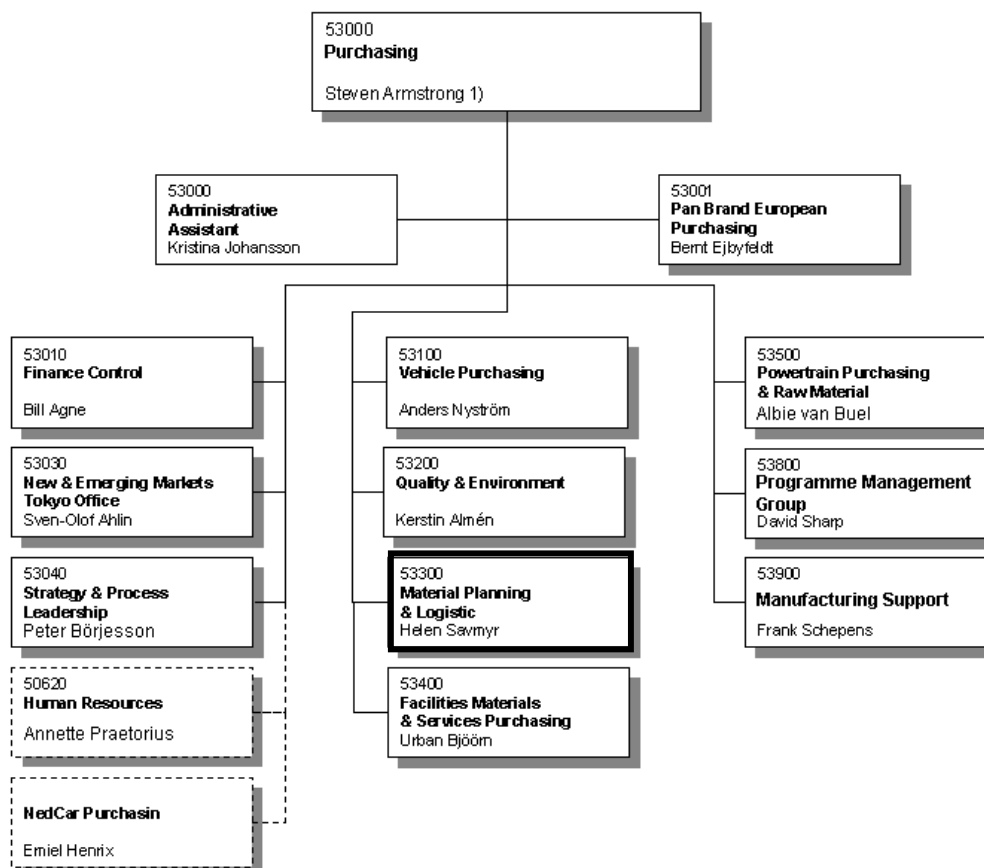 53000
Purchasing
Steven Armstrong 1)
53000
Administrative
Assistant
Kristina Johansson
53001
Pan Brand European
Purchasing
Bernt Ejbyfeldt
53010
Finance Control
Bill Agne
53030
New & Emerging Markets
Tokyo Office
Sven-Olof Ahlin
53040
Strategy & Process
Leadership
Peter Börjesson
50620
Human Resources
Annette Praetorius
NedCar Purchasin
Emiel Henrix
53100
Vehicle Purchasing
Anders Nyström
53200
Quality & Environment
Kerstin Almén
53300
Material Planning
& Logistic
Helen Savmyr
53400
Facilities Materials
& Services Purchasing
Urban Bjöörn
53500
Powertrain Purchasing
& Raw Material
Albie van Buel
53800
Programme Management
Group
David Sharp
53900
Manufacturing Support
Frank Schepens